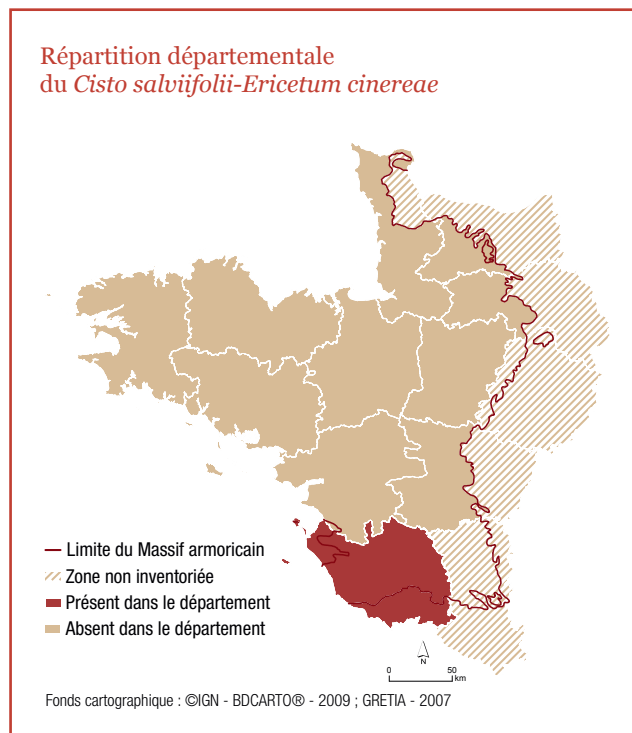 Répartition départementale
du Cisto salviifolii-Ericetum cinereae
Limite du Massif armoricain
Zone non inventoriée
Présent dans le département
Absent dans le département
N
0 50
km
Fonds cartographique : ©IGN - BDCARTO® - 2009 ; GRETIA - 2007